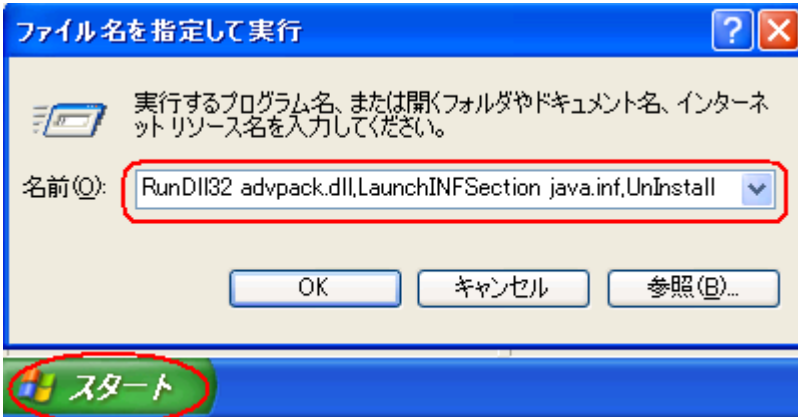 ファイル名を指定して実行
実行するプログラム名、または開くフォルダやドキュメント名、インターネ
ット リソース名を入力してください。
名前(O): RunDll32 advpack.dll,LaunchINFSection java.inf,UnInstall
OK キャンセル 参照(B)...
スタート